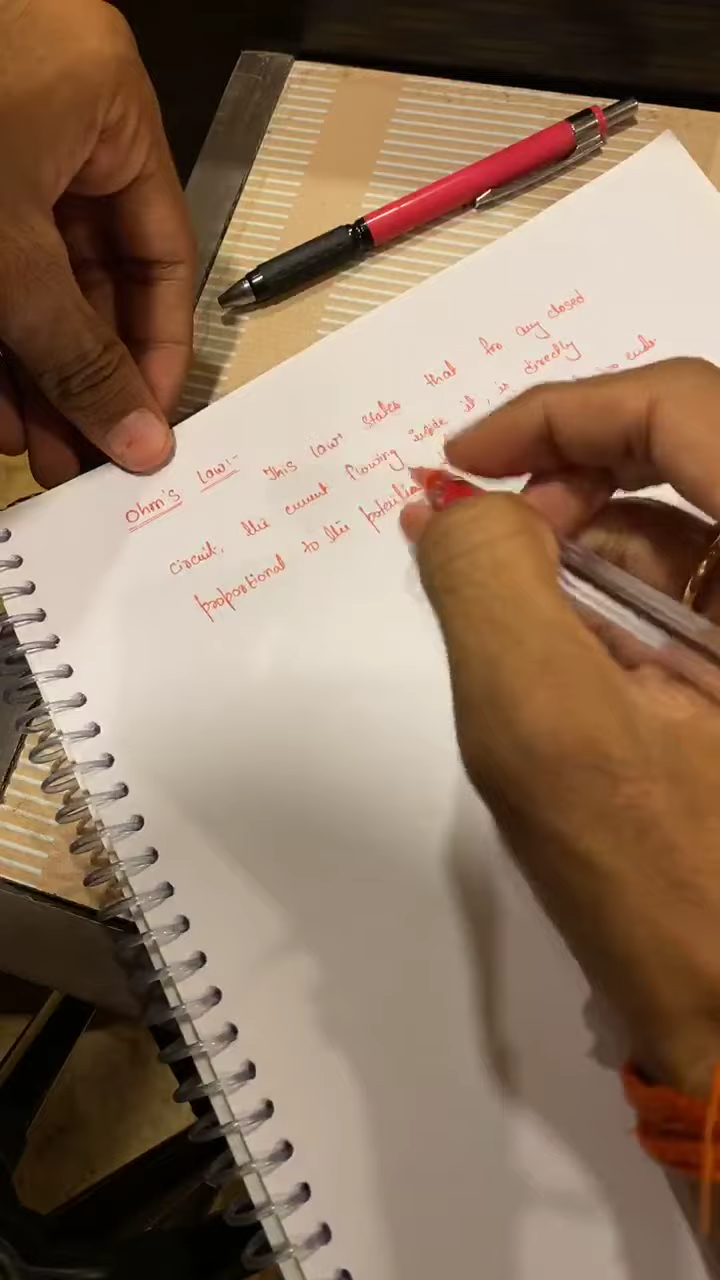 Ohm's Law:- This law states that for any closed
circuit, the current flowing inside it, is directly
proportional to the potential